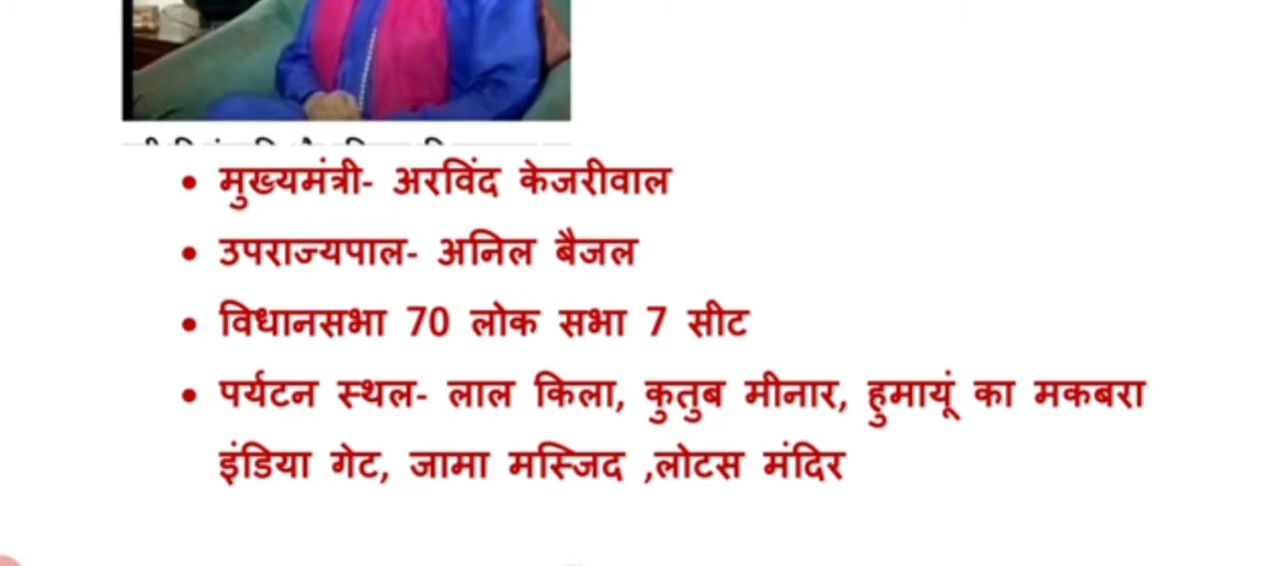 • मुख्यमंत्री- अरविंद केजरीवाल
• उपराज्यपाल- अनिल बैजल
• विधानसभा 70 लोक सभा 7 सीट
• पर्यटन स्थल- लाल किला, कुतुब मीनार, हुमायूं का मकबरा
इंडिया गेट, जामा मस्जिद ,लोटस मंदिर